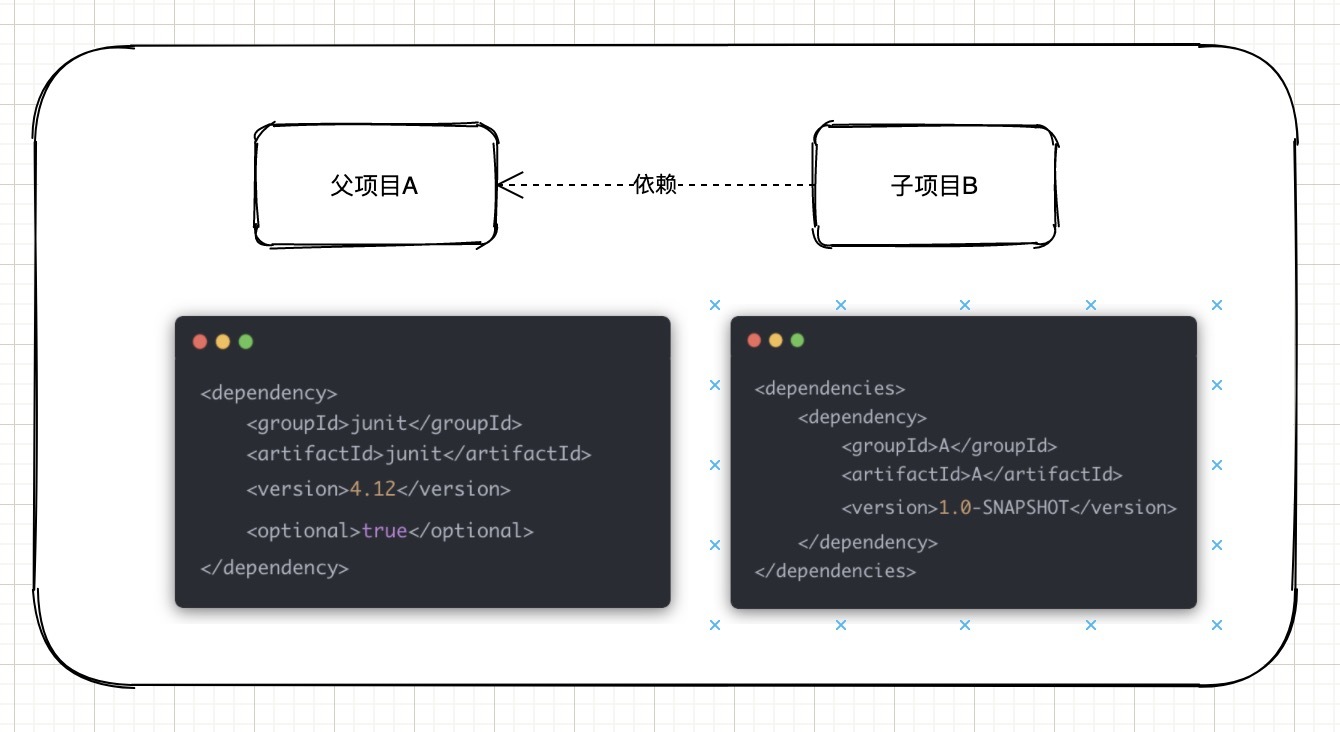 父项目A
依赖
子项目B
<dependency>
<groupId>junit</groupId>
<artifactId>junit</artifactId>
<version>4.12</version>
<optional>true</optional>
</dependency>
<dependencies>
<dependency>
<groupId>A</groupId>
<artifactId>A</artifactId>
<version>1.0-SNAPSHOT</version>
</dependency>
</dependencies>